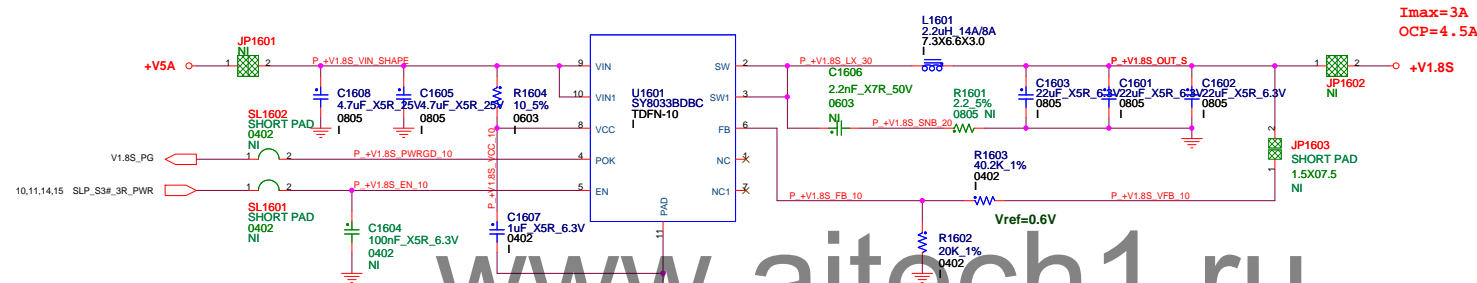 Imax=3A
OCP=4.5A
L1601
2.2uH_14A/8A
7.3X6.6X3.0
I
JP1601
NI
+V5A
1
2
P_+V1.8S_VIN_SHAPE
9
VIN
10
VIN1
8
VCC
4
POK
5
EN
U1601
SY8033BDBC
TDFN-10
I
SW
2
SW1
3
FB
6
NC
1
NC1
7
PAD
11
P_+V1.8S_LX_30
P_+V1.8S_OUT_S
1
2
+V1.8S
JP1602
NI
C1608
4.7uF_X5R_25V
0805
I
C1605
4.7uF_X5R_25V
0805
I
R1604
10_5%
0603
I
C1606
2.2nF_X7R_50V
0603
NI
R1601
2.2_5%
0805 NI
P_+V1.8S_SNB_20
C1603
22uF_X5R_6.3V
0805
I
C1601
22uF_X5R_6.3V
0805
I
C1602
22uF_X5R_6.3V
0805
I
SL1602
SHORT PAD
0402
NI
V1.8S_PG
1
2
P_+V1.8S_PWRGD_10
P_+V1.8S_VCC_10
10,11,14,15 SLP_S3#_3R_PWR
1
2
P_+V1.8S_EN_10
SL1601
SHORT PAD
0402
NI
C1604
100nF_X5R_6.3V
0402
NI
C1607
1uF_X5R_6.3V
0402
I
R1603
40.2K_1%
0402
I
P_+V1.8S_FB_10
P_+V1.8S_VFB_10
Vref=0.6V
2
JP1603
SHORT PAD
1.5X07.5
NI
1
R1602
20K_1%
0402
I
www.aitech1.ru